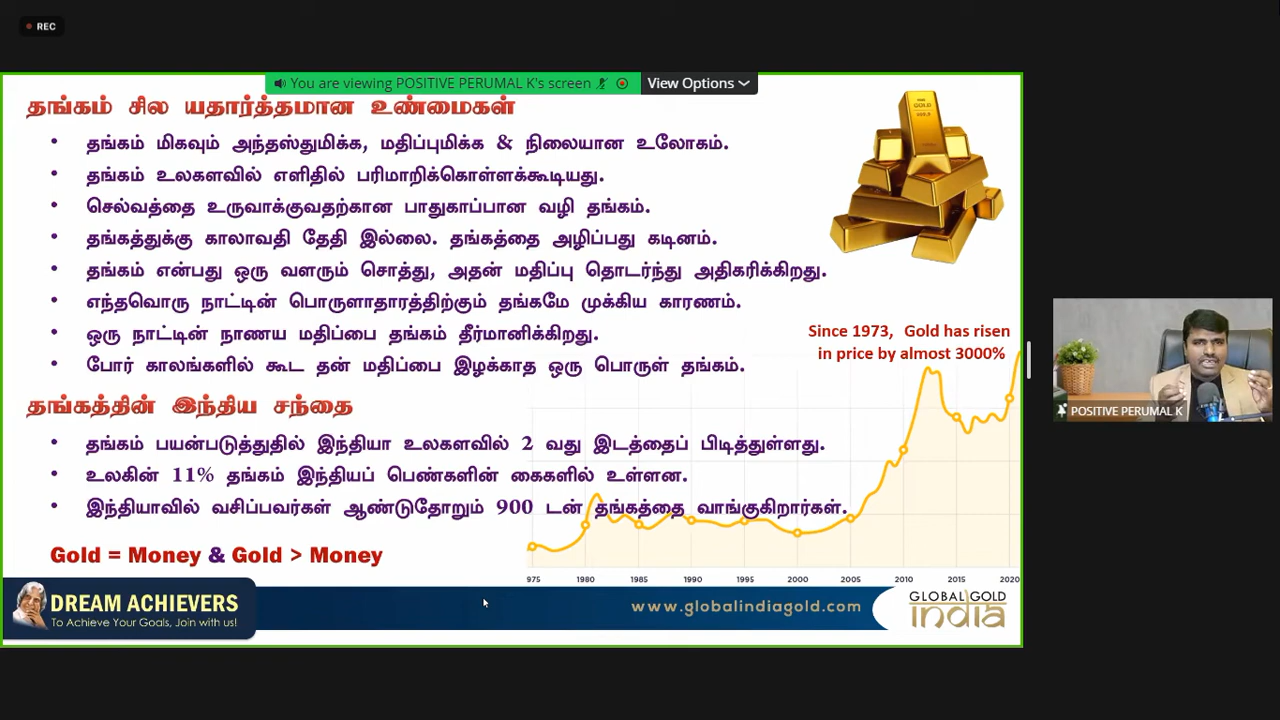 REC
You are viewing POSITIVE PERUMAL K's screen
View Options
தங்கம் சில யதார்த்தமான உண்மைகள்
• தங்கம் மிகவும் அந்தஸ்துமிக்க, மதிப்புமிக்க & நிலையான உலோகம்.
• தங்கம் உலகளவில் எளிதில் பரிமாறிக்கொள்ளக்கூடியது.
• செல்வத்தை உருவாக்குவதற்கான பாதுகாப்பான வழி தங்கம்.
• தங்கத்துக்கு காலாவதி தேதி இல்லை. தங்கத்தை அழிப்பது கடினம்.
• தங்கம் என்பது ஒரு வளரும் சொத்து, அதன் மதிப்பு தொடர்ந்து அதிகரிக்கிறது.
• எந்தவொரு நாட்டின் பொருளாதாரத்திற்கும் தங்கமே முக்கிய காரணம்.
• ஒரு நாட்டின் நாணய மதிப்பை தங்கம் தீர்மானிக்கிறது.
• போர் காலங்களில் கூட தன் மதிப்பை இழக்காத ஒரு பொருள் தங்கம்.
GOLD
Since 1973, Gold has risen
in price by almost 3000%
தங்கத்தின் இந்திய சந்தை
• தங்கம் பயன்படுத்துதில் இந்தியா உலகளவில் 2 வது இடத்தைப் பிடித்துள்ளது.
• உலகின் 11% தங்கம் இந்தியப் பெண்களின் கைகளில் உள்ளன.
• இந்தியாவில் வசிப்பவர்கள் ஆண்டுதோறும் 900 டன் தங்கத்தை வாங்குகிறார்கள்.
Gold = Money & Gold > Money
975 1980 1985 1990 1995 2000 2005 2010 2015 2020
DREAM ACHIEVERS
To Achieve Your Goals, Join with us!
www.globalindiagold.com
GLOBAL GOLD
india
POSITIVE PERUMAL K